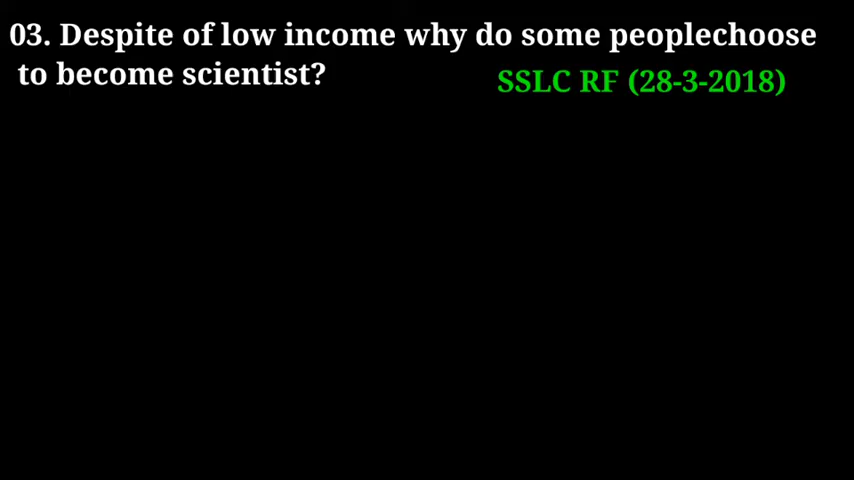 03. Despite of low income why do some peoplechoose
to become scientist?
SSLC RF (28-3-2018)